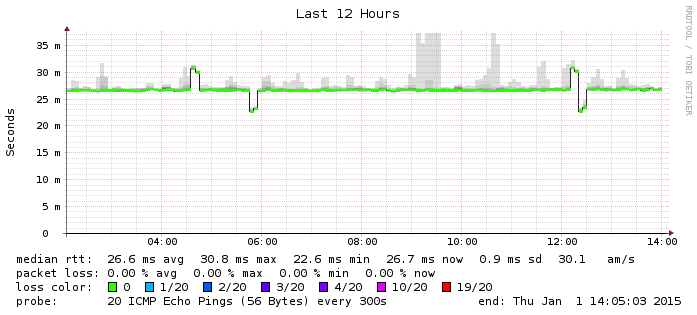 Last 12 Hours
RRDTOOL / TOBI OETIKER
Seconds
35 m
30 m
25 m
20 m
15 m
10 m
5 m
0
04:00 06:00 08:00 10:00 12:00 14:00
median rtt: 26.6 ms avg 30.8 ms max 22.6 ms min 26.7 ms now 0.9 ms sd 30.1 am/s
packet loss: 0.00 % avg 0.00 % max 0.00 % min 0.00 % now
loss color: 0 1/20 2/20 3/20 4/20 10/20 19/20
probe: 20 ICMP Echo Pings (56 Bytes) every 300s end: Thu Jan 1 14:05:03 2015